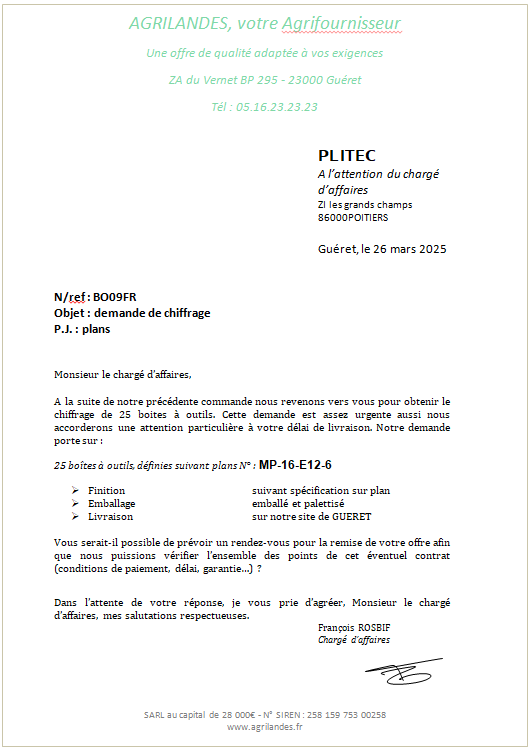 AGRILANDES, votre Agrifournisseur
Une offre de qualité adaptée à vos exigences
ZA du Vernet BP 295 - 23000 Guéret
Tél : 05.16.23.23.23
PLITEC
A l'attention du chargé
d'affaires
ZI les grands champs
86000POITIERS
Guéret, le 26 mars 2025
N/ref : BO09FR
Objet : demande de chiffrage
P.J. : plans
Monsieur le chargé d'affaires,
A la suite de notre précédente commande nous revenons vers vous pour obtenir le
chiffrage de 25 boites à outils. Cette demande est assez urgente aussi nous
accorderons une attention particulière à votre délai de livraison. Notre demande
porte sur :
25 boîtes à outils, définies suivant plans N° : MP-16-E12-6
➢ Finition suivant spécification sur plan
➢ Emballage emballé et palettisé
➢ Livraison sur notre site de GUERET
Vous serait-il possible de prévoir un rendez-vous pour la remise de votre offre afin
que nous puissions vérifier l'ensemble des points de cet éventuel contrat
(conditions de paiement, délai, garantie...) ?
Dans l'attente de votre réponse, je vous prie d'agréer, Monsieur le chargé
d'affaires, mes salutations respectueuses.
François ROSBIF
Chargé d'affaires
SARL au capital de 28 000€ - N° SIREN : 258 159 753 00258
www.agrilandes.fr